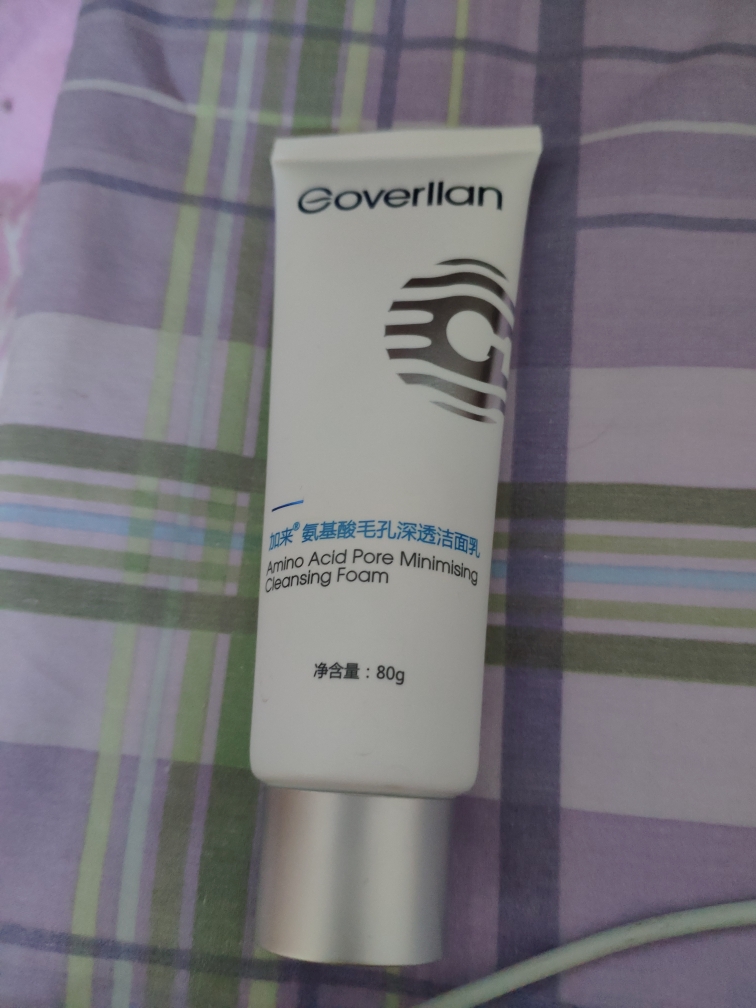 Goverllan
加来® 氨基酸毛孔深透洁面乳
Amino Acid Pore Minimising
Cleansing Foam
净含量：80g